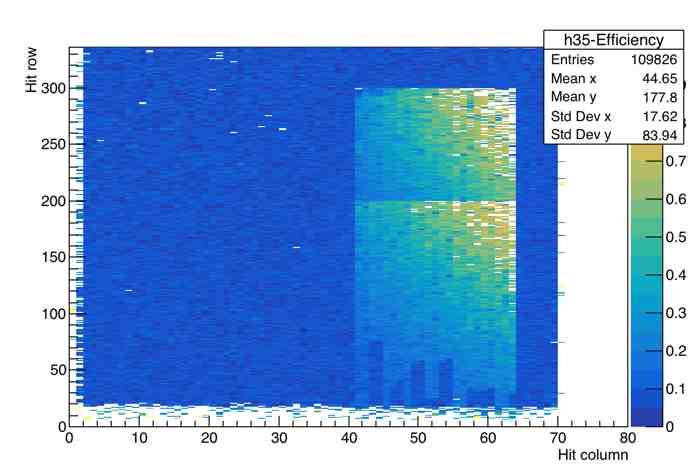 h35-Efficiency
Entries 109826
Mean x 44.65
Mean y 177.8
Std Dev x 17.62
Std Dev y 83.94
Hit row
300
250
200
150
100
50
0
0 10 20 30 40 50 60 70 80
Hit column
0.7
0.6
0.5
0.4
0.3
0.2
0.1
0